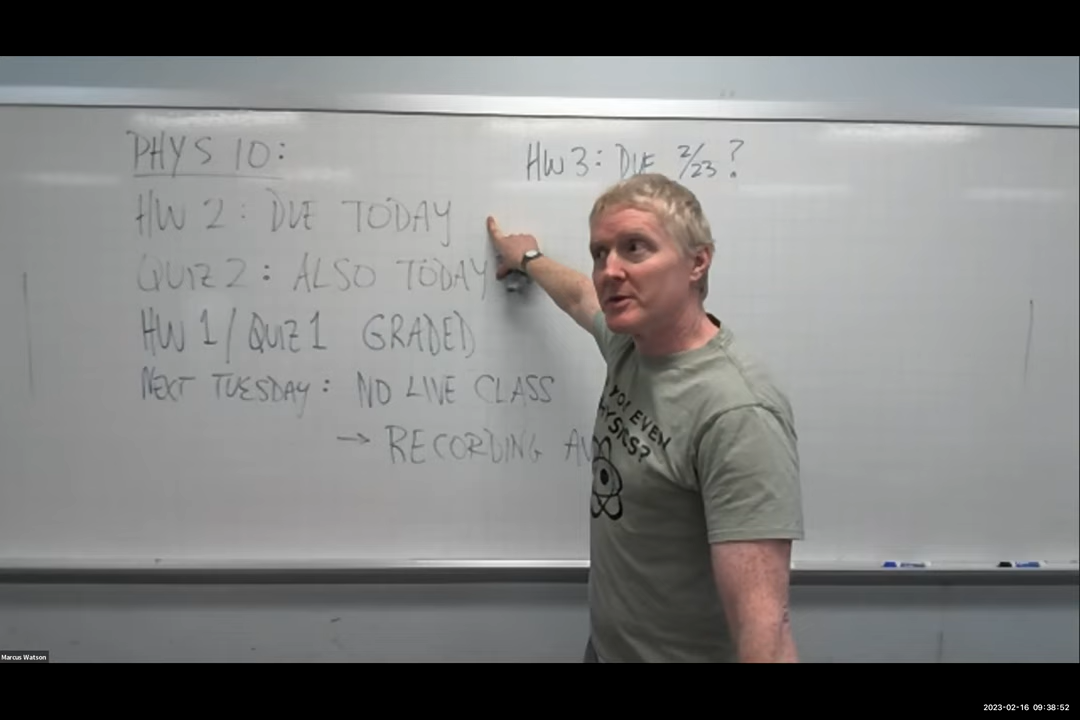 PHYS 10:
HW 3: DUE 2/23?
HW 2: DUE TODAY
QUIZ 2: ALSO TODAY
HW 1/QUIZ 1 GRADED
NEXT TUESDAY: NO LIVE CLASS
→ RECORDING
YOU EVEN
PHYSICS?
Marcus Watson
2023-02-16 09:38:52